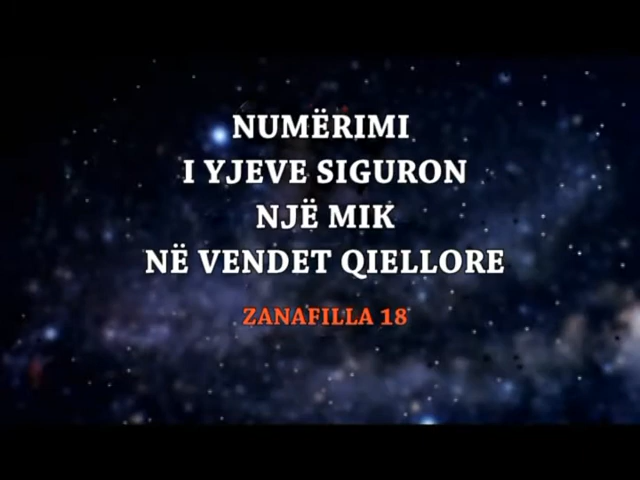 NUMËRIMI
I YJEVE SIGURON
NJË MIK
NË VENDET QIELLORE
ZANAFILLA 18